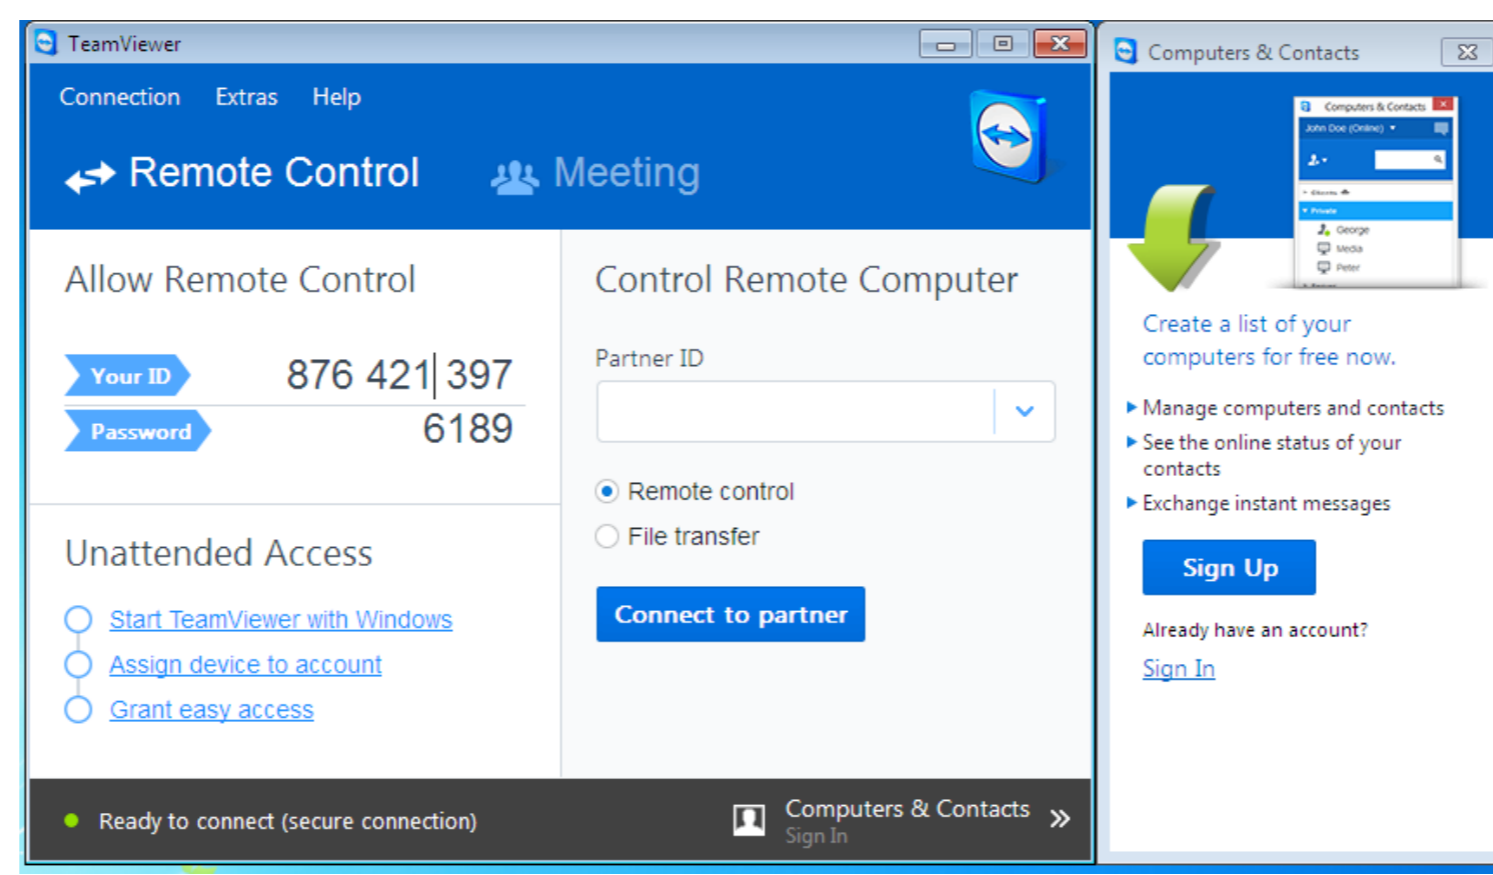 TeamViewer
Connection Extras Help
Remote Control Meeting
Allow Remote Control
Your ID 876 421 397
Password 6189
Unattended Access
Start TeamViewer with Windows
Assign device to account
Grant easy access
Control Remote Computer
Partner ID
Remote control
File transfer
Connect to partner
Ready to connect (secure connection)
Computers & Contacts
Sign In
Computers & Contacts
Computers & Contacts
John Doe (Online)
Private
George
Media
Peter
Create a list of your
computers for free now.
Manage computers and contacts
See the online status of your
contacts
Exchange instant messages
Sign Up
Already have an account?
Sign In